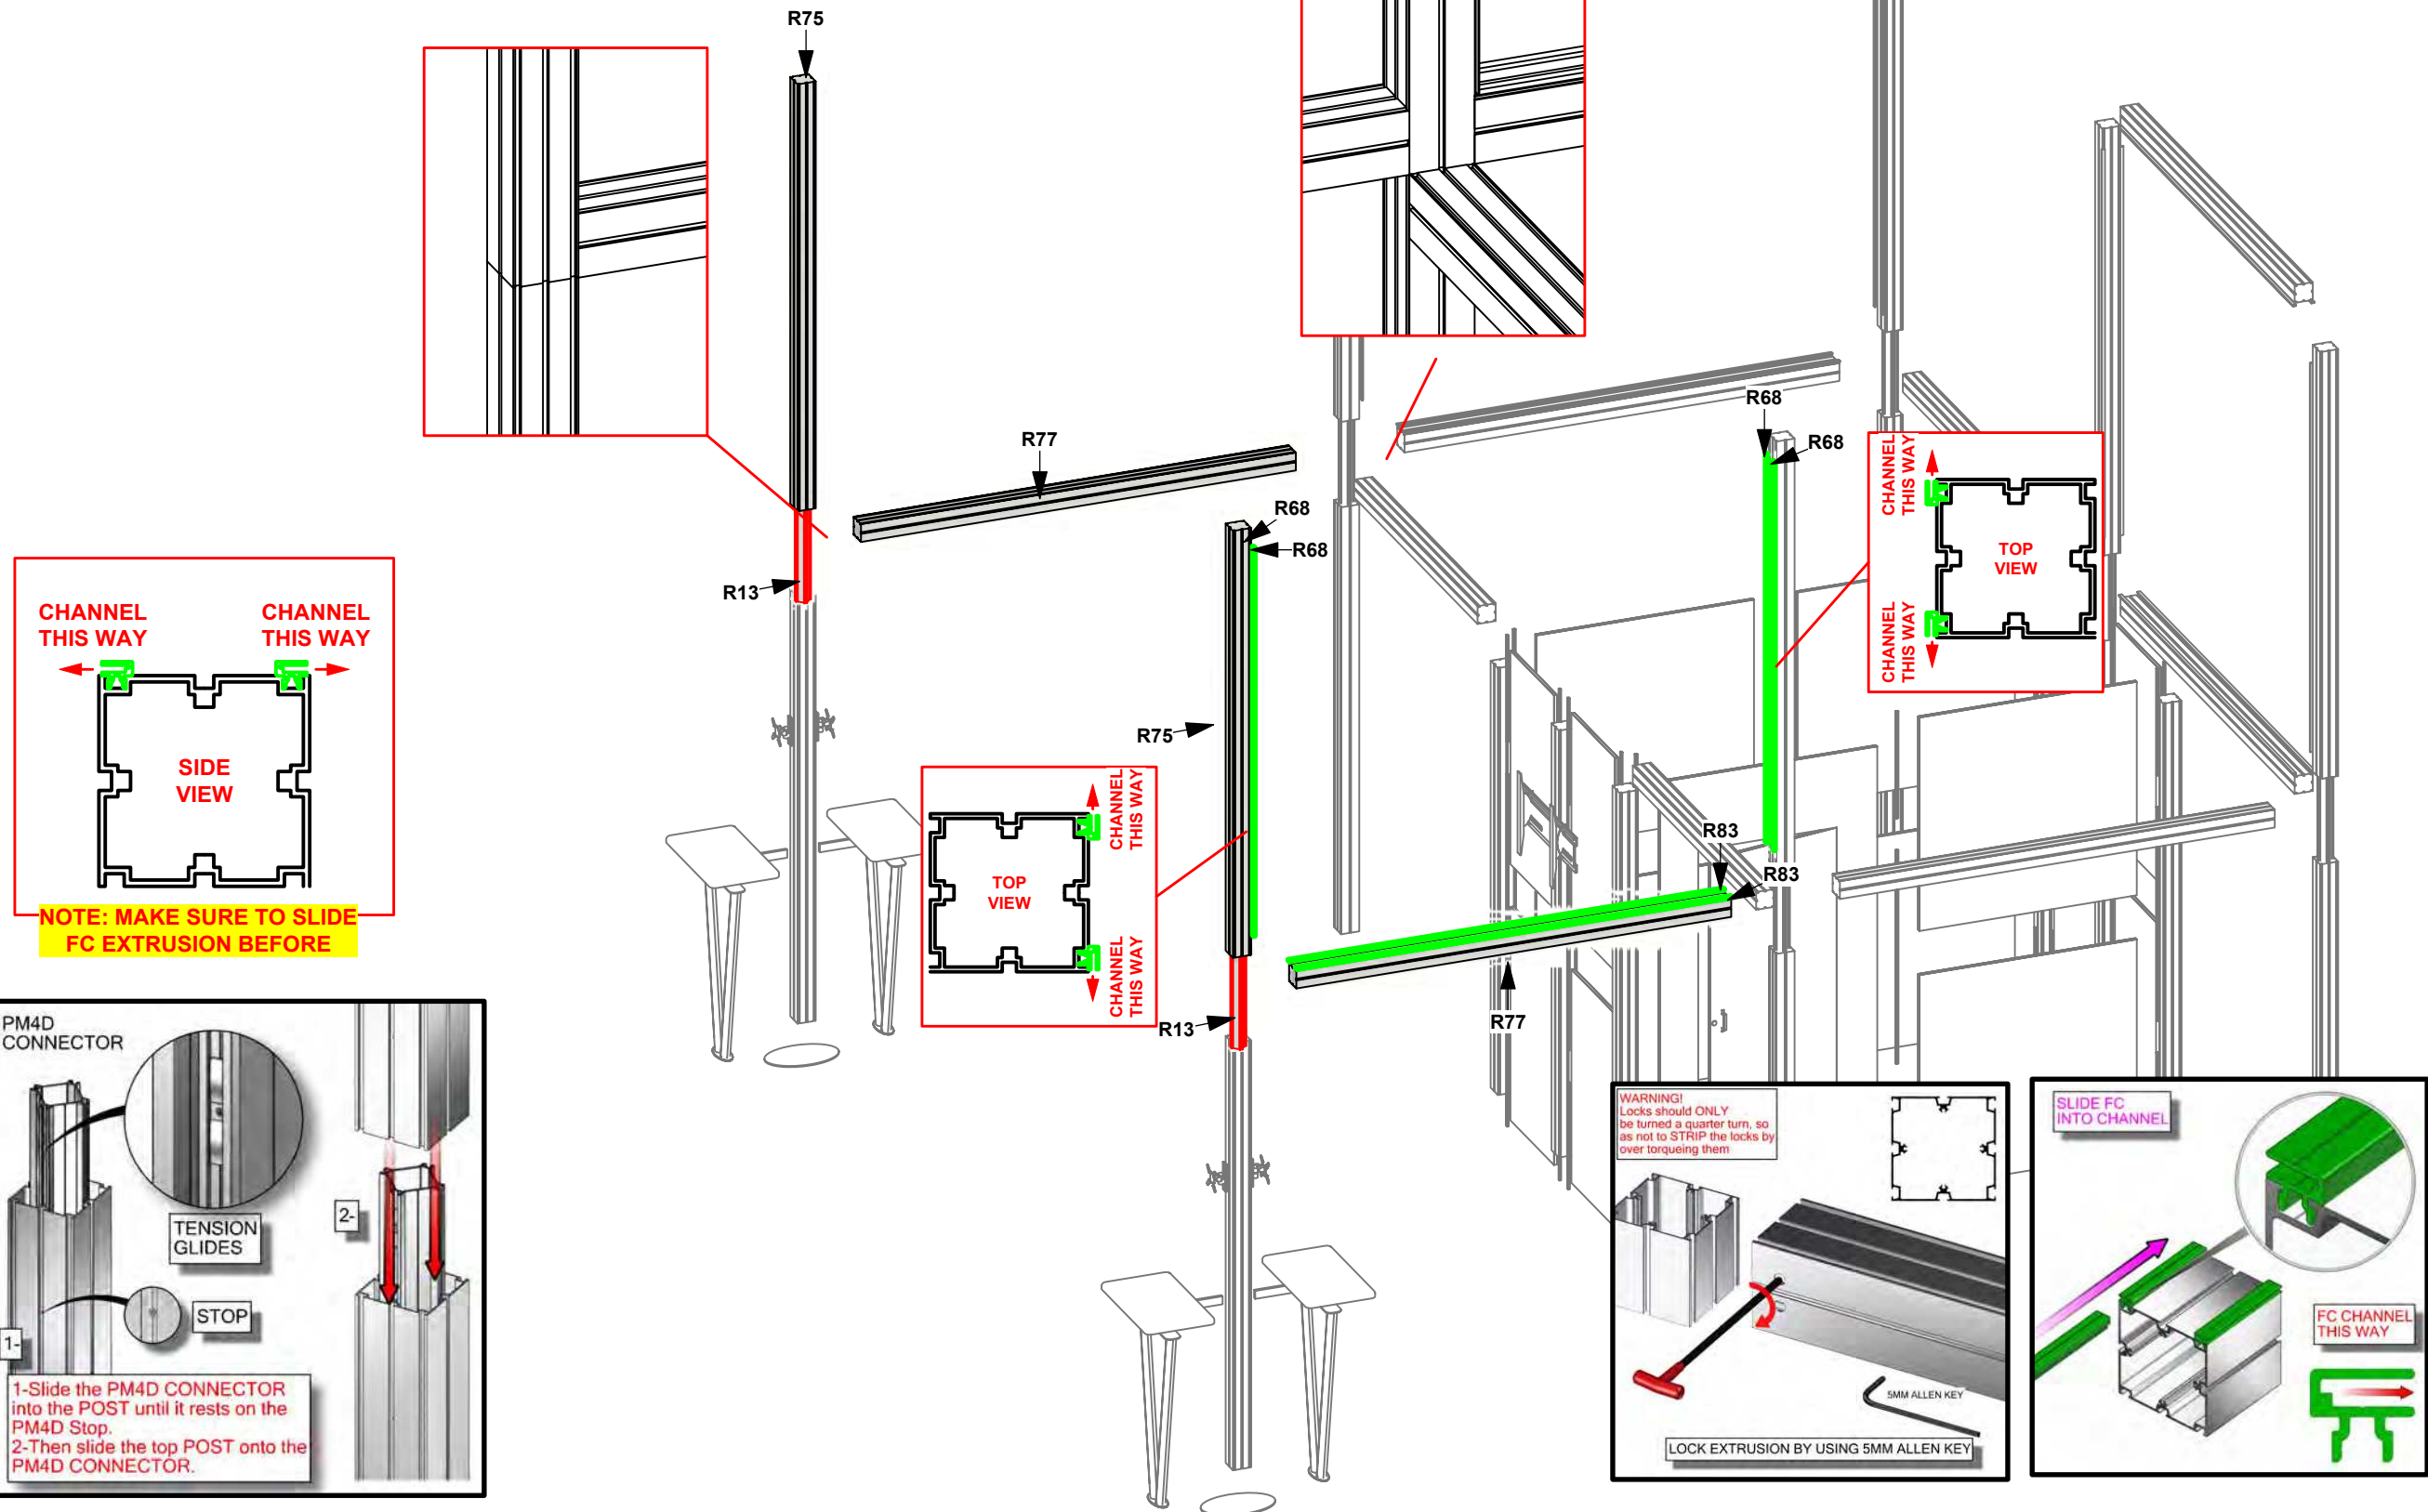 R75
R77
R68
R68
R68
R68
CHANNEL
THIS WAY
CHANNEL
THIS WAY
TOP
VIEW
R13
CHANNEL
THIS WAY
CHANNEL
THIS WAY
SIDE
VIEW
NOTE: MAKE SURE TO SLIDE
FC EXTRUSION BEFORE
R75
CHANNEL
THIS WAY
CHANNEL
THIS WAY
TOP
VIEW
R83
R83
R13
R77
PM4D
CONNECTOR
TENSION
GLIDES
STOP
1-
2-
1-Slide the PM4D CONNECTOR
into the POST until it rests on the
PM4D Stop.
2-Then slide the top POST onto the
PM4D CONNECTOR.
WARNING!
Locks should ONLY
be turned a quarter turn, so
as not to STRIP the locks by
over torqueing them
5MM ALLEN KEY
LOCK EXTRUSION BY USING 5MM ALLEN KEY
SLIDE FC
INTO CHANNEL
FC CHANNEL
THIS WAY